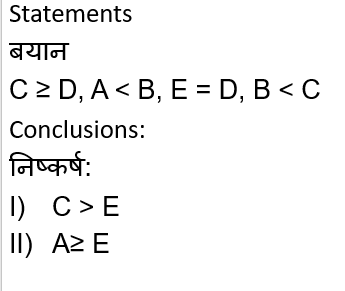 Statements
बयान
C ≥ D, A < B, E = D, B < C
Conclusions:
निष्कर्ष:
I) C > E
II) A≥ E